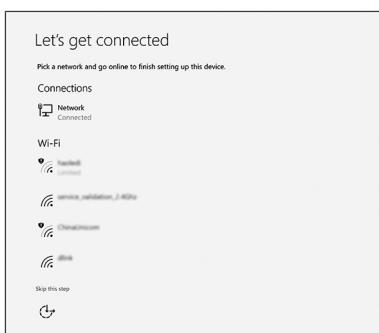 Let's get connected
Pick a network and go online to finish setting up this device.
Connections
Network
Connected
Wi-Fi
Limited
service_validation_2.4Ghz
ChinaUnicom
dlink
Skip this step